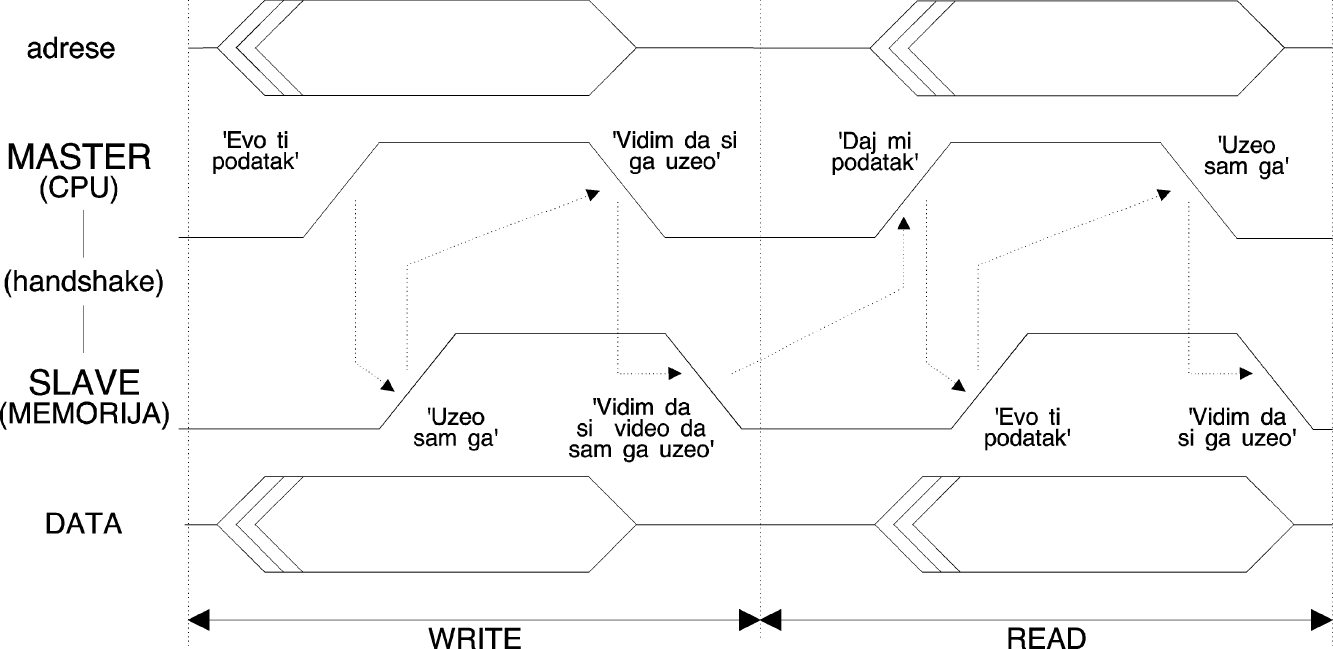 adrese
'Evo ti
podatak'
'Vidim da si
ga uzeo'
'Daj mi
podatak'
'Uzeo
sam ga'
MASTER
(CPU)
(handshake)
SLAVE
(MEMORIJA)
'Uzeo
sam ga'
'Vidim da
si video da
sam ga uzeo'
'Evo ti
podatak'
'Vidim da
si ga uzeo'
DATA
WRITE
READ